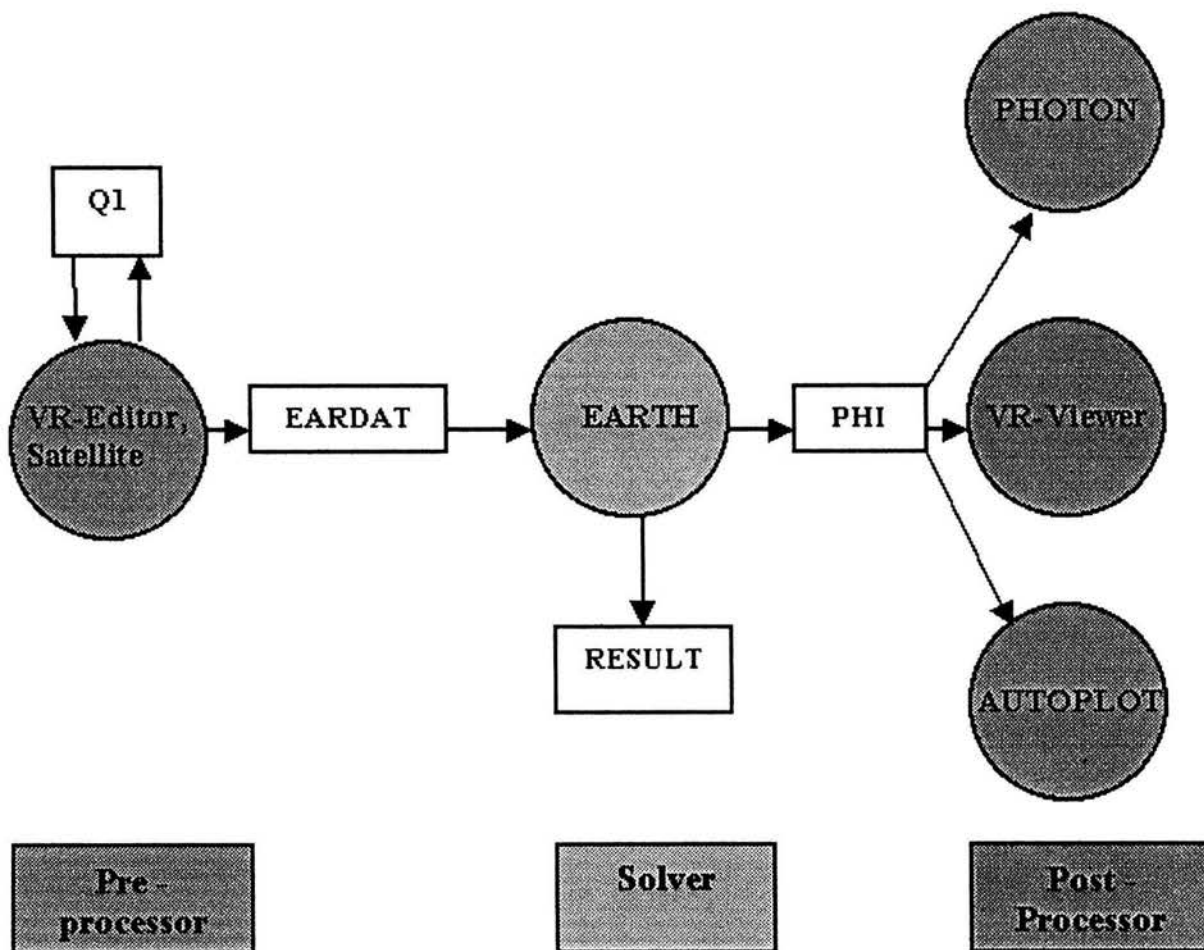 PHOTON
Q1
VR-Editor,
Satellite
EARDAT
EARTH
PHI
VR-Viewer
RESULT
AUTOPLOT
Pre -
processor
Solver
Post -
Processor